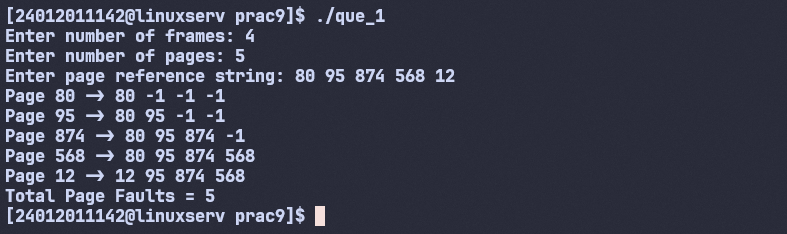 [24012011142@linuxserv prac9]$ ./que_1
Enter number of frames: 4
Enter number of pages: 5
Enter page reference string: 80 95 874 568 12
Page 80 -> 80 -1 -1 -1
Page 95 -> 80 95 -1 -1
Page 874 -> 80 95 874 -1
Page 568 -> 80 95 874 568
Page 12 -> 12 95 874 568
Total Page Faults = 5
[24012011142@linuxserv prac9]$